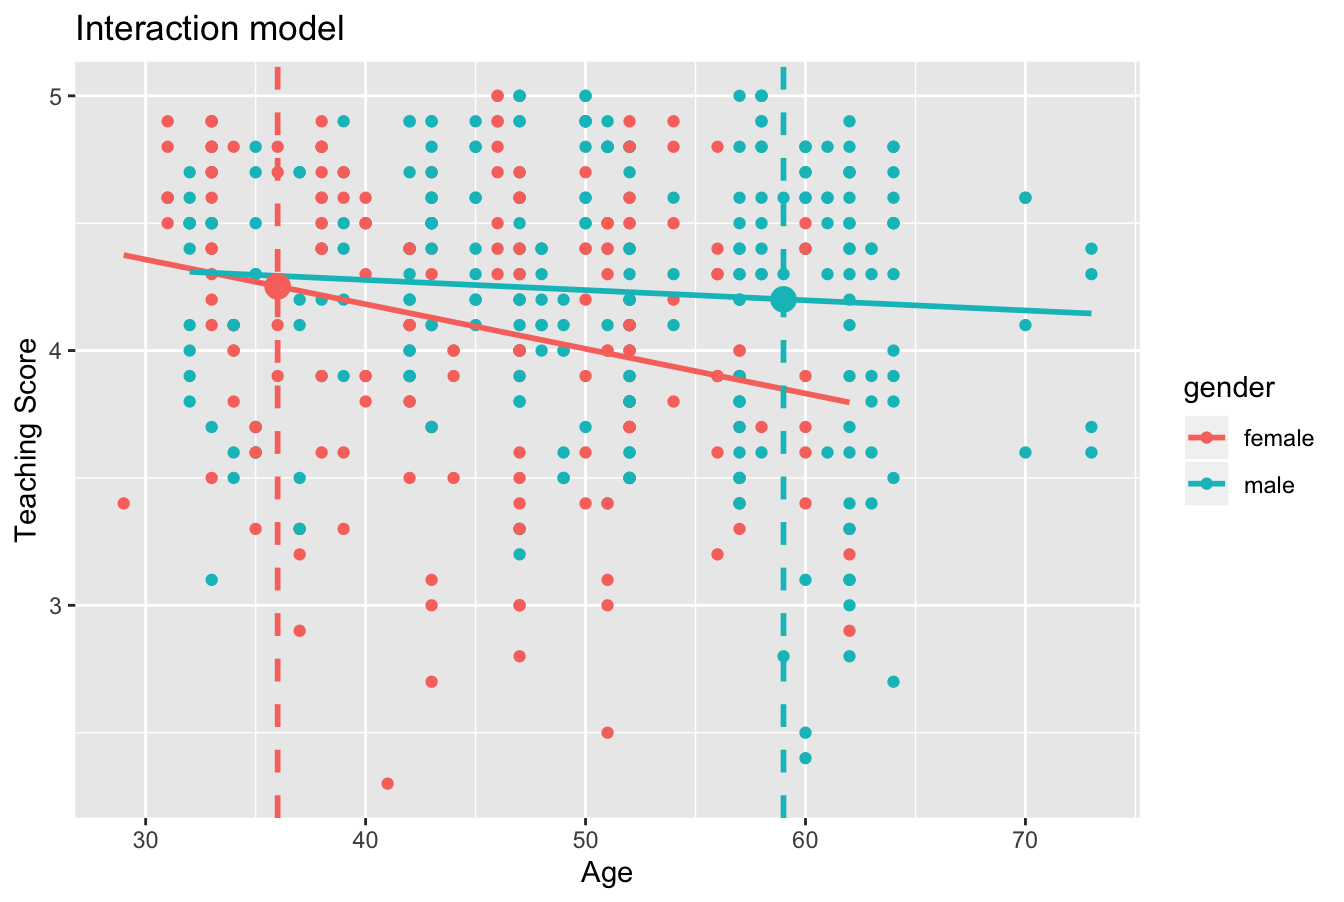 Interaction model
5
4
3
Teaching Score
30 40 50 60 70
Age
gender
female
male